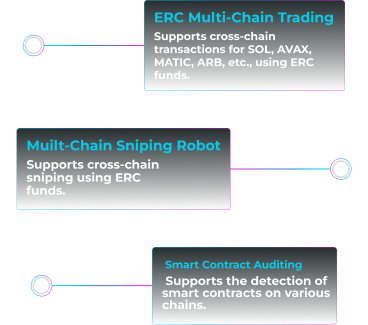 ERC Multi-Chain Trading
Supports cross-chain
transactions for SOL, AVAX,
MATIC, ARB, etc., using ERC
funds.
Muilt-Chain Sniping Robot
Supports cross-chain
sniping using ERC
funds.
Smart Contract Auditing
Supports the detection of
smart contracts on various
chains.